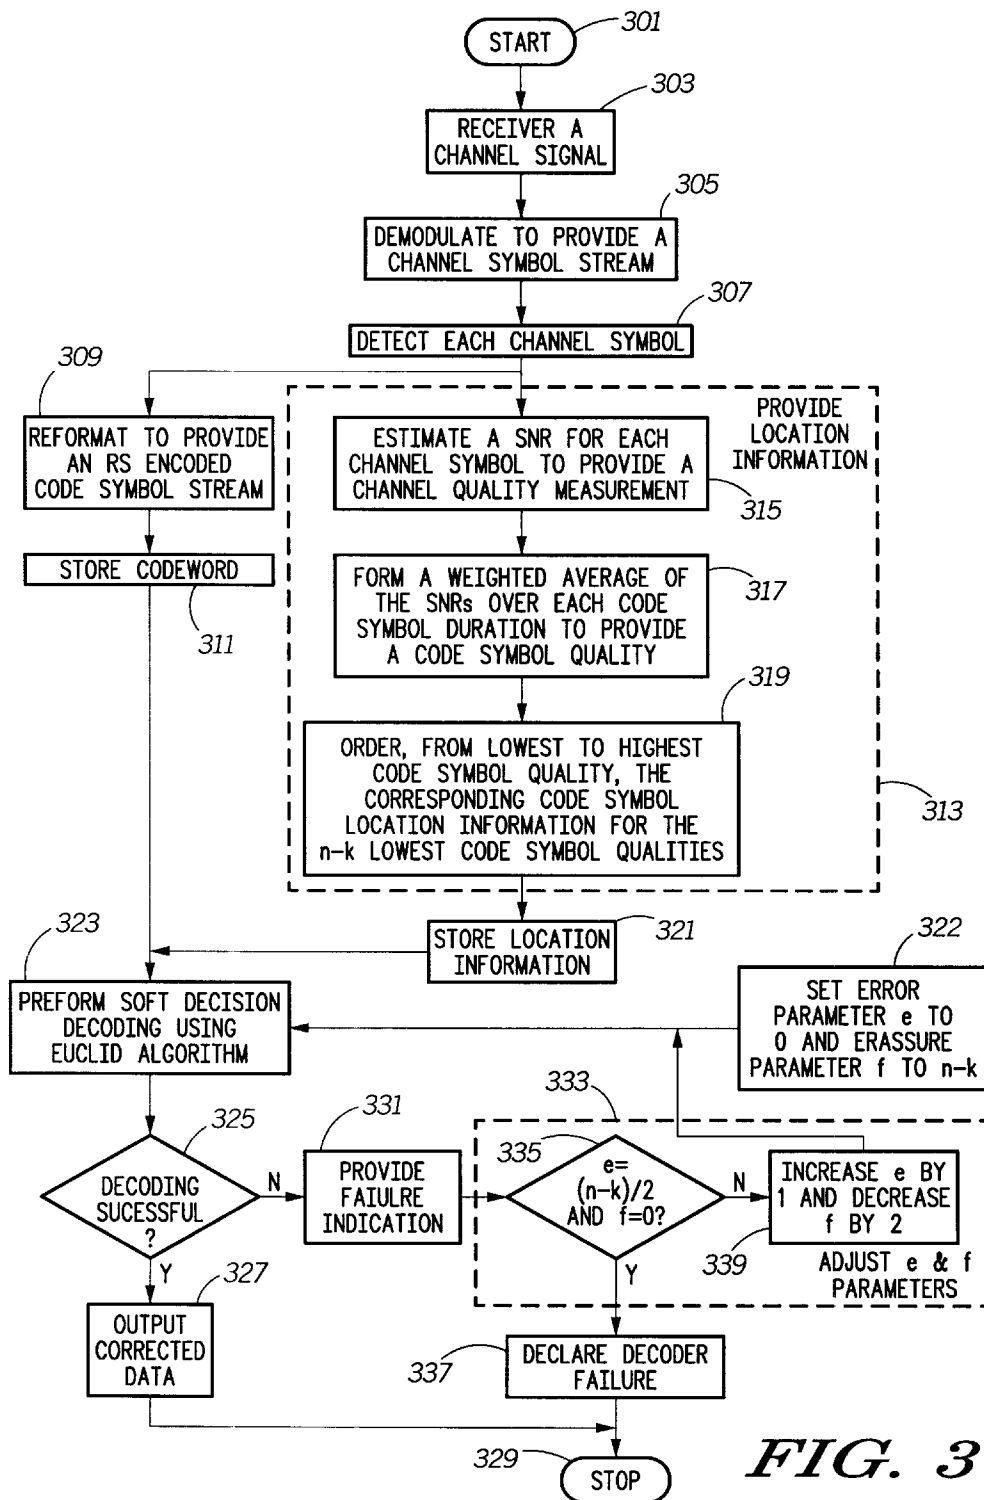 START
301
303
RECEIVER A
CHANNEL SIGNAL
305
DEMODULATE TO PROVIDE A
CHANNEL SYMBOL STREAM
307
DETECT EACH CHANNEL SYMBOL
309
REFORMAT TO PROVIDE
AN RS ENCODED
CODE SYMBOL STREAM
STORE CODEWORD
311
PROVIDE
LOCATION
INFORMATION
ESTIMATE A SNR FOR EACH
CHANNEL SYMBOL TO PROVIDE A
CHANNEL QUALITY MEASUREMENT
315
FORM A WEIGHTED AVERAGE OF
THE SNRs OVER EACH CODE
SYMBOL DURATION TO PROVIDE
A CODE SYMBOL QUALITY
317
319
ORDER, FROM LOWEST TO HIGHEST
CODE SYMBOL QUALITY, THE
CORRESPONDING CODE SYMBOL
LOCATION INFORMATION FOR THE
n-k LOWEST CODE SYMBOL QUALITIES
313
STORE LOCATION
INFORMATION
321
322
SET ERROR
PARAMETER e TO
0 AND ERASSURE
PARAMETER f TO n-k
323
PREFORM SOFT DECISION
DECODING USING
EUCLID ALGORITHM
325
DECODING
SUCESSFUL
?
N
Y
331
PROVIDE
FAIULRE
INDICATION
333
335
e=
(n-k)/2
AND f=0?
N
Y
INCREASE e BY
1 AND DECREASE
f BY 2
339
ADJUST e & f
PARAMETERS
327
OUTPUT
CORRECTED
DATA
337
DECLARE DECODER
FAILURE
329
STOP
FIG. 3